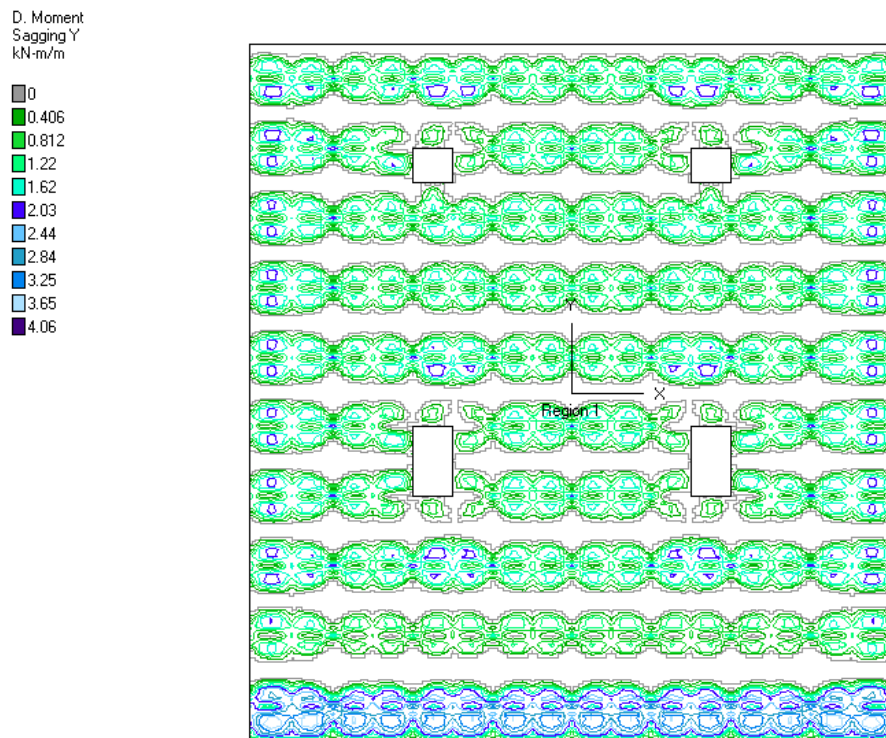 D. Moment
Sagging Y
kN-m/m
0
0.406
0.812
1.22
1.62
2.03
2.44
2.84
3.25
3.65
4.06
Y
X
Region 1